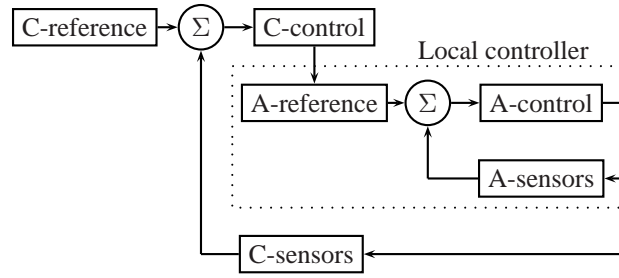 C-reference
Σ
C-control
Local controller
A-reference
Σ
A-control
A-sensors
C-sensors